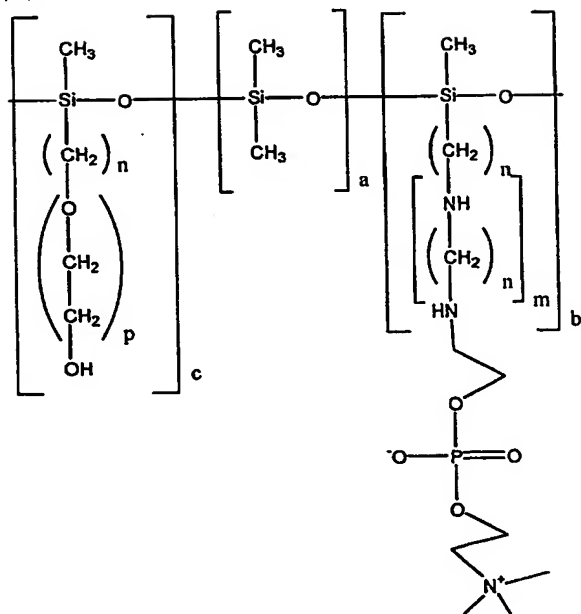 CH₃ CH₃ CH₃
Si O Si O Si O
(CH₂)n CH₃ a (CH₂)n
O NH
CH₂ (CH₂)n m
CH₂ p HN b
OH c
O
⁻O P O
O
N⁺